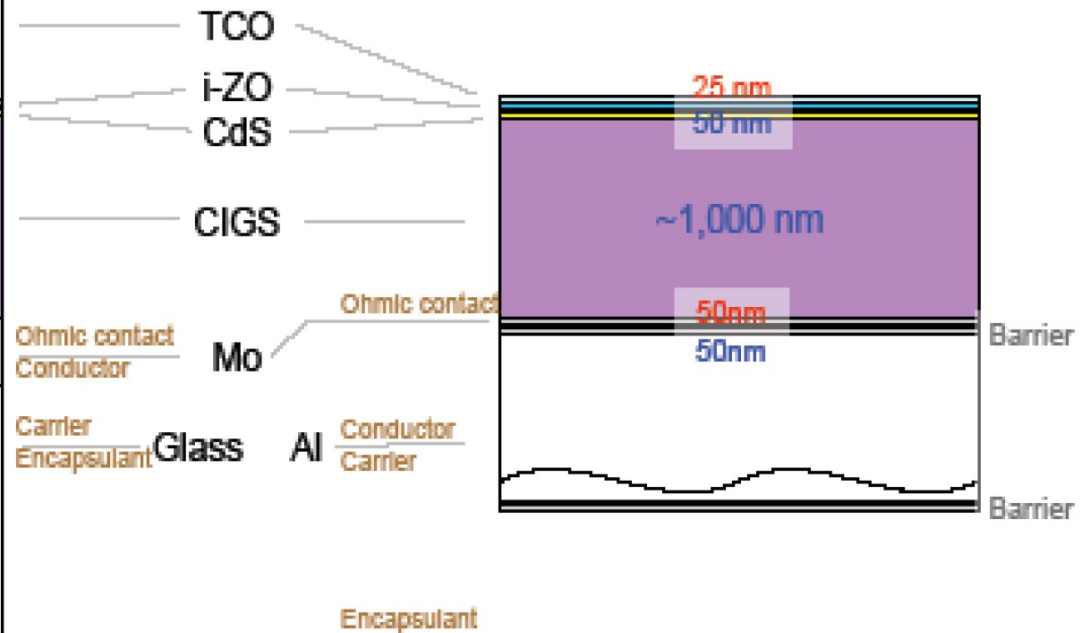 TCO
i-ZO
25 nm
CdS
50 nm
CIGS
~1,000 nm
Ohmic contact
50nm
Ohmic contact
Conductor
Mo
Barrier
50nm
Carrier
Encapsulant
Glass
Al
Conductor
Carrier
Barrier
Encapsulant